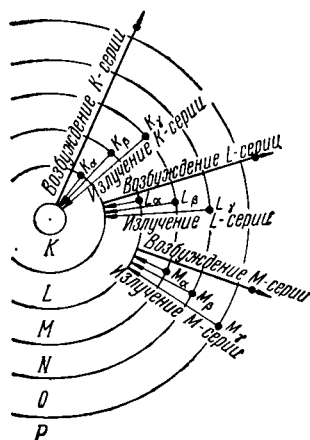 Возбуждение K-серии
Kα
Kβ
Kγ
Излучение K-серии
Возбуждение L-серии
Lα
Lβ
Lγ
Излучение L-серии
Возбуждение M-серии
Mα
Mβ
Mγ
Излучение M-серии
K
L
M
N
O
P